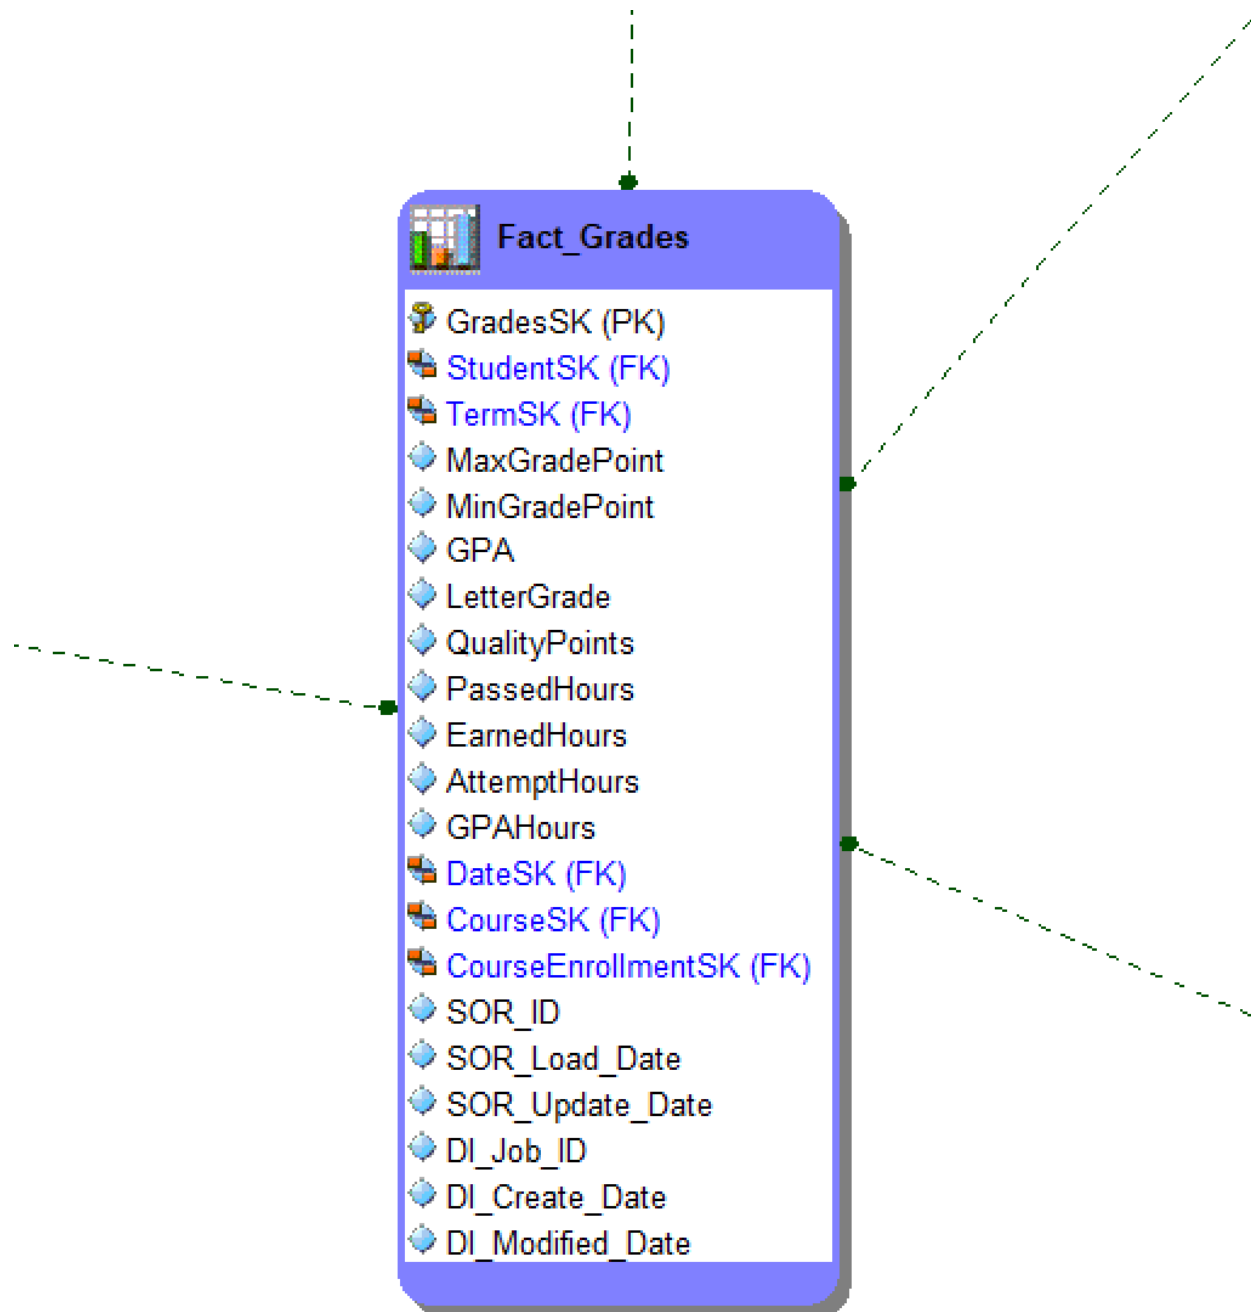 Fact_Grades
GradesSK (PK)
StudentSK (FK)
TermSK (FK)
MaxGradePoint
MinGradePoint
GPA
LetterGrade
QualityPoints
PassedHours
EarnedHours
AttemptHours
GPAHours
DateSK (FK)
CourseSK (FK)
CourseEnrollmentSK (FK)
SOR_ID
SOR_Load_Date
SOR_Update_Date
DI_Job_ID
DI_Create_Date
DI_Modified_Date